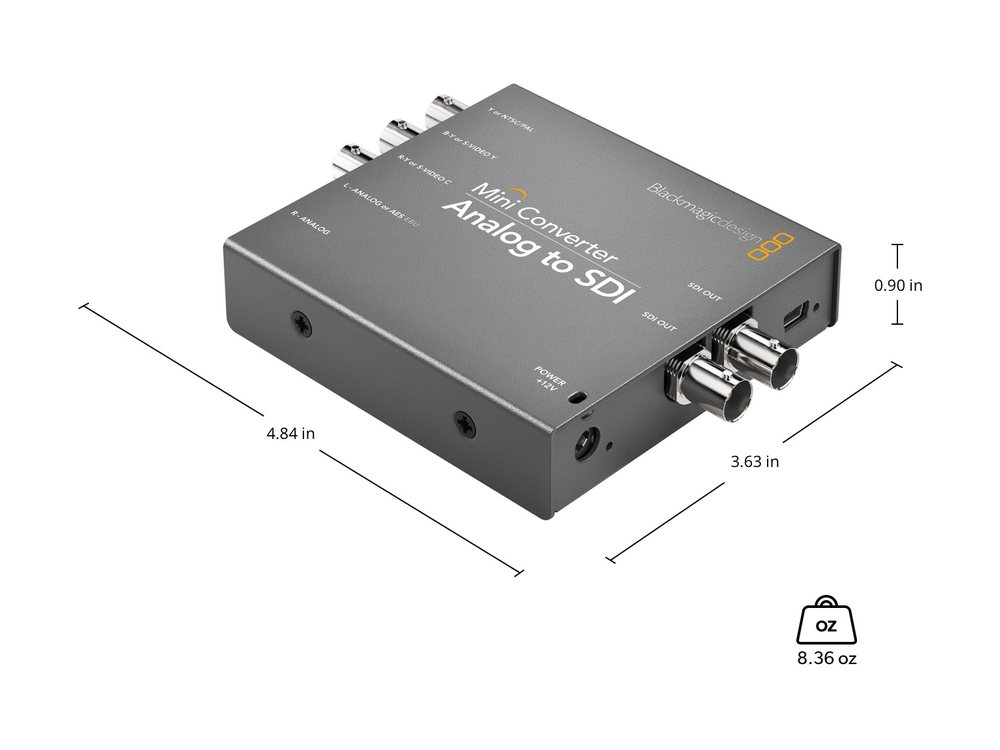 Y or NTSC/PAL
B-Y or S-VIDEO Y
R-Y or S-VIDEO C
L - ANALOG or AES EBU
R - ANALOG
Mini Converter
Analog to SDI
Blackmagicdesign
SDI OUT
SDI OUT
POWER
+12V
0.90 in
4.84 in
3.63 in
OZ
8.36 oz